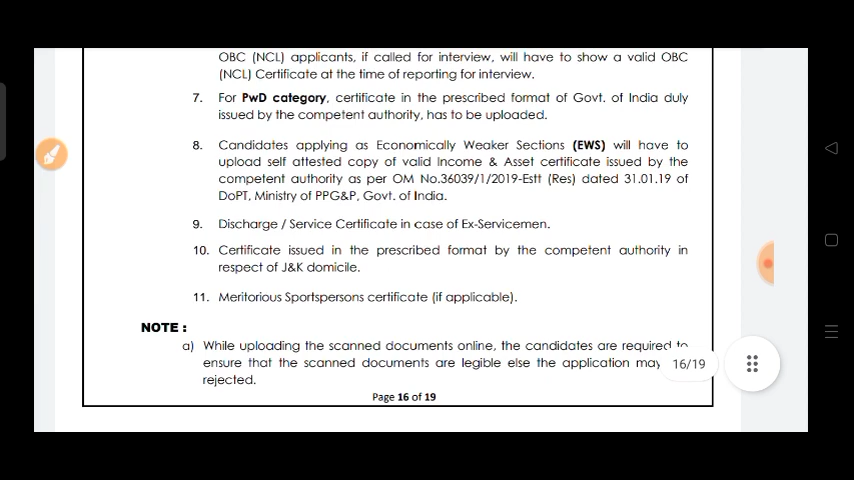 OBC (NCL) applicants, if called for interview, will have to show a valid OBC
(NCL) Certificate at the time of reporting for interview.
7. For PwD category, certificate in the prescribed format of Govt. of India duly
issued by the competent authority, has to be uploaded.
8. Candidates applying as Economically Weaker Sections (EWS) will have to
upload self attested copy of valid Income & Asset certificate issued by the
competent authority as per OM No.36039/1/2019-Estt (Res) dated 31.01.19 of
DoPT, Ministry of PPG&P, Govt. of India.
9. Discharge / Service Certificate in case of Ex-Servicemen.
10. Certificate issued in the prescribed format by the competent authority in
respect of J&K domicile.
11. Meritorious Sportspersons certificate (if applicable).
NOTE :
a) While uploading the scanned documents online, the candidates are required to
ensure that the scanned documents are legible else the application may
16/19
rejected.
Page 16 of 19